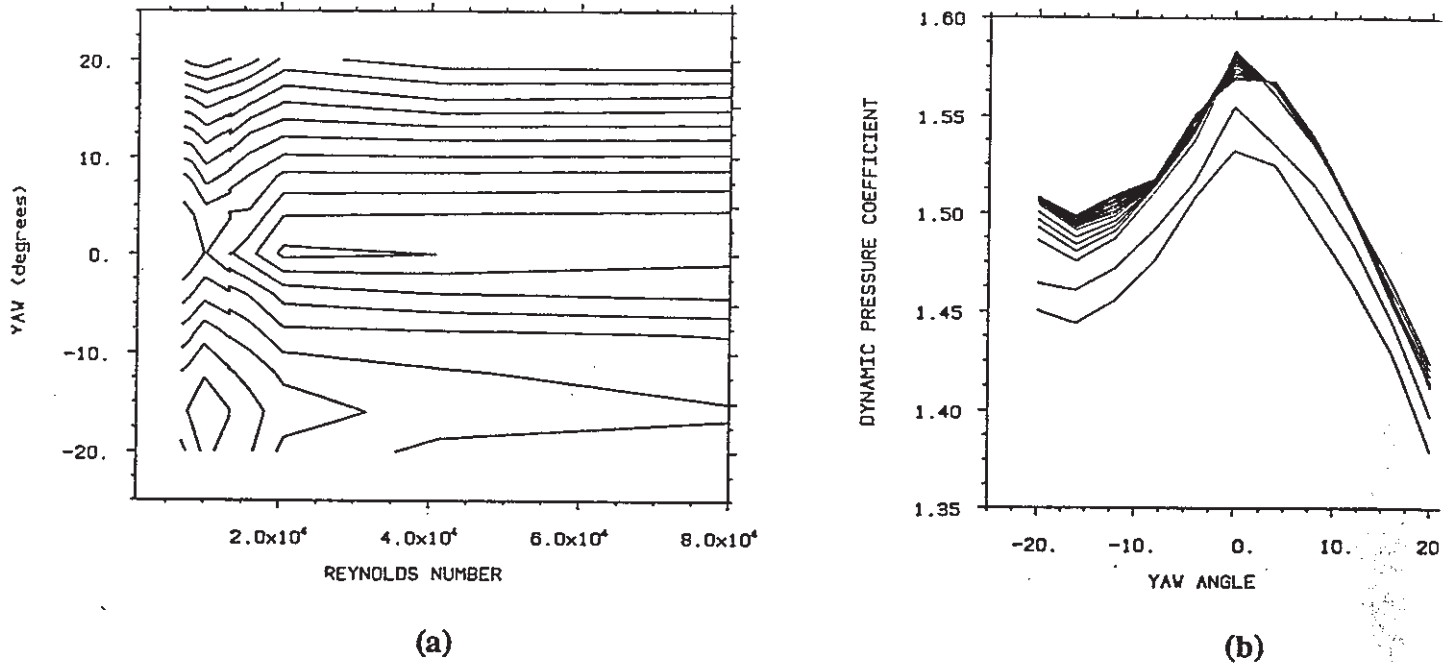 20.
10.
0.
-10.
-20.
YAW (degrees)
2.0x10⁴
4.0x10⁴
6.0x10⁴
8.0x10⁴
REYNOLDS NUMBER
(a)
1.60
1.55
1.50
1.45
1.40
1.35
DYNAMIC PRESSURE COEFFICIENT
-20.
-10.
0.
10.
20
YAW ANGLE
(b)